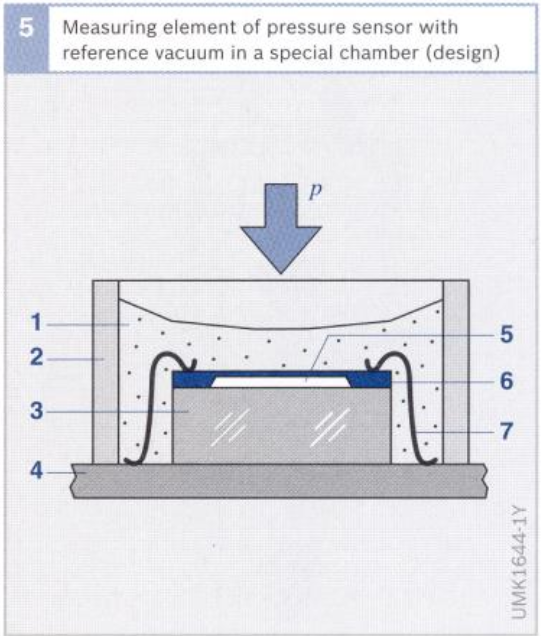 5
Measuring element of pressure sensor with
reference vacuum in a special chamber (design)
p
1
2
3
4
5
6
7
UMK1644-1Y